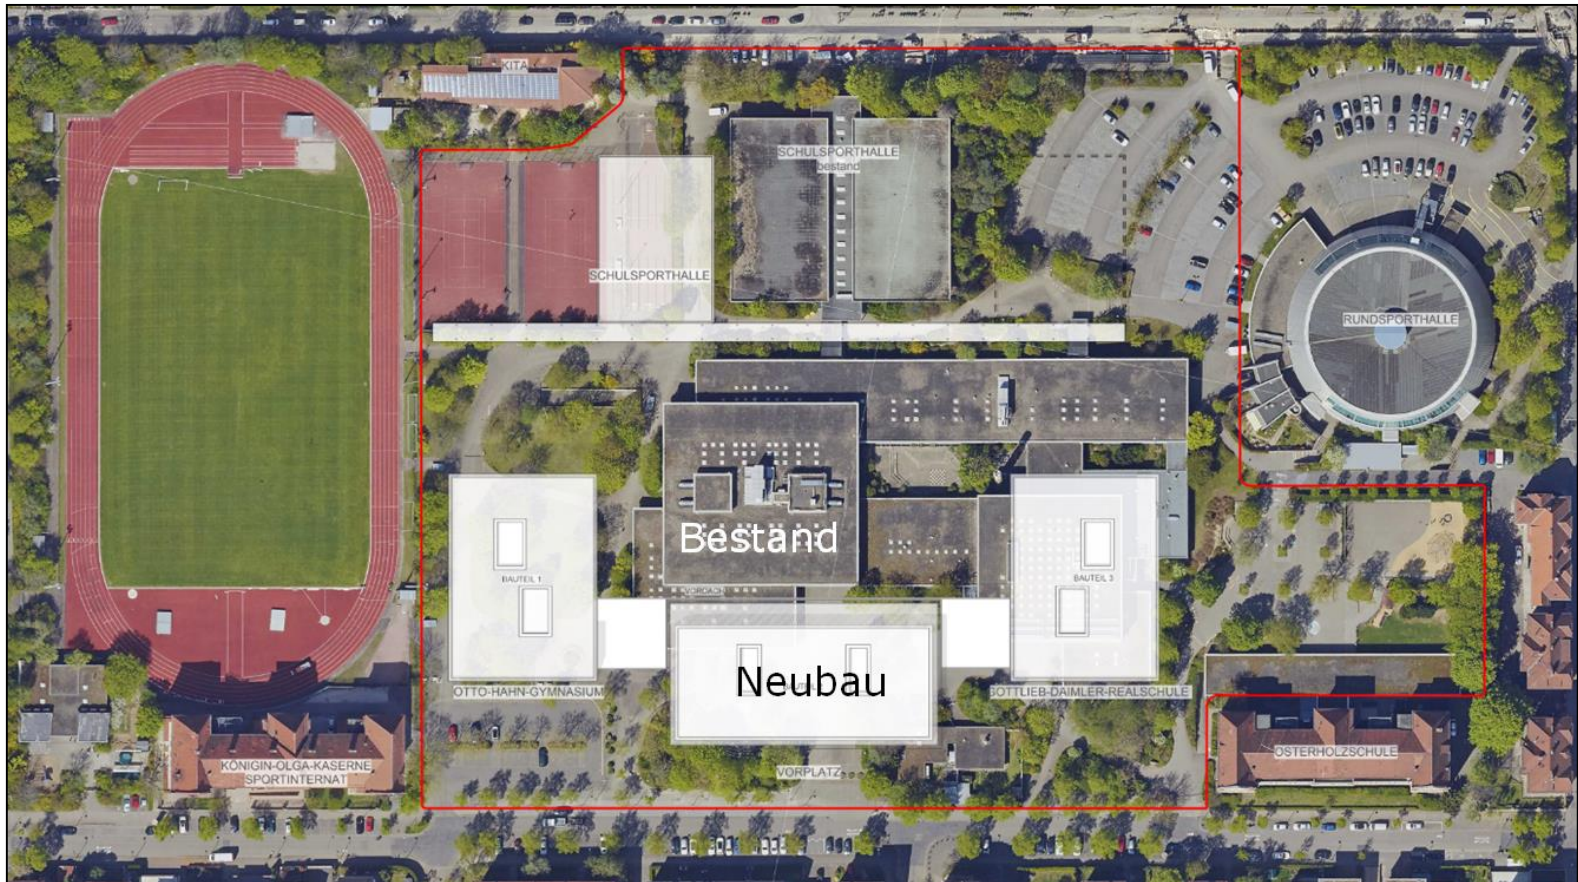 KITA
SCHULSPORTHALLE
bestand
SCHULSPORTHALLE
RUNDSPORTHALLE
Bestand
BAUTEIL 1
BAUTEIL 3
VORDACH
Neubau
OTTO-HAHN-GYMNASIUM
GOTTLIEB-DAIMLER-REALSCHULE
KÖNIGIN-OLGA-KASERNE
SPORTINTERNAT
VORPLATZ
OSTERHOLZSCHULE